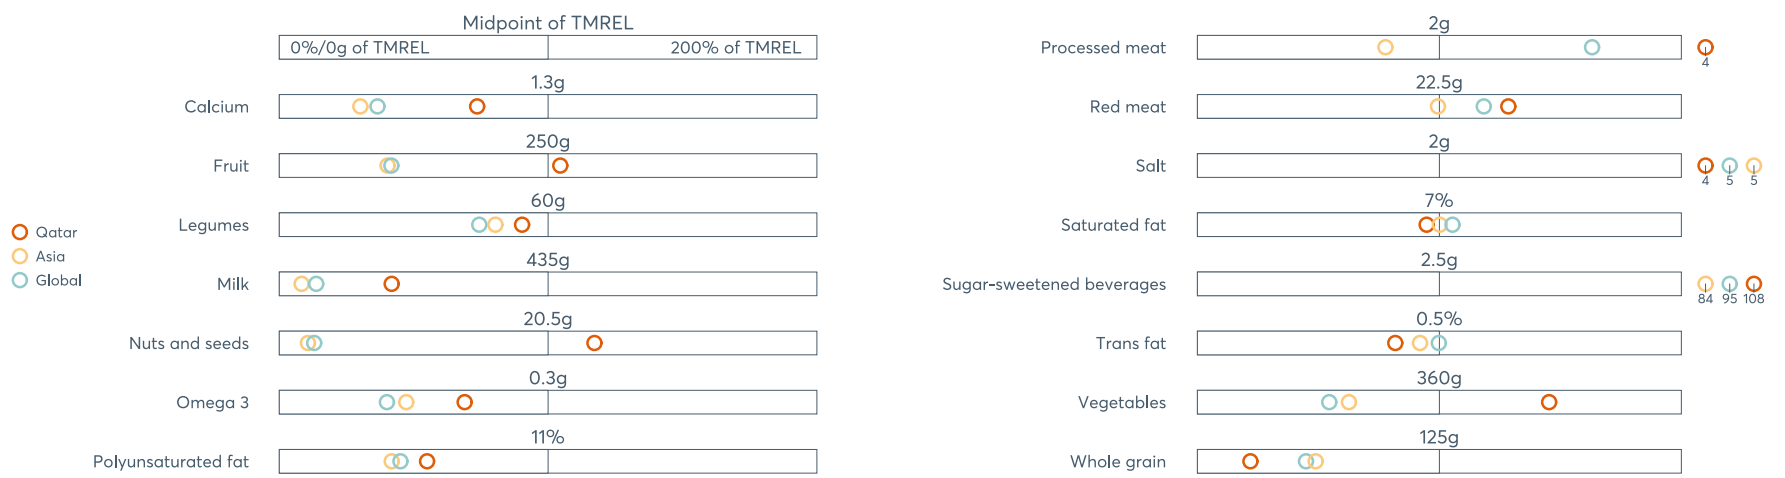 Midpoint of TMREL
0%/0g of TMREL
200% of TMREL
1.3g
Calcium
250g
Fruit
60g
Legumes
435g
Milk
20.5g
Nuts and seeds
0.3g
Omega 3
11%
Polyunsaturated fat
Qatar
Asia
Global
2g
Processed meat
4
22.5g
Red meat
2g
Salt
4 5 5
7%
Saturated fat
2.5g
Sugar-sweetened beverages
84 95 108
0.5%
Trans fat
360g
Vegetables
125g
Whole grain